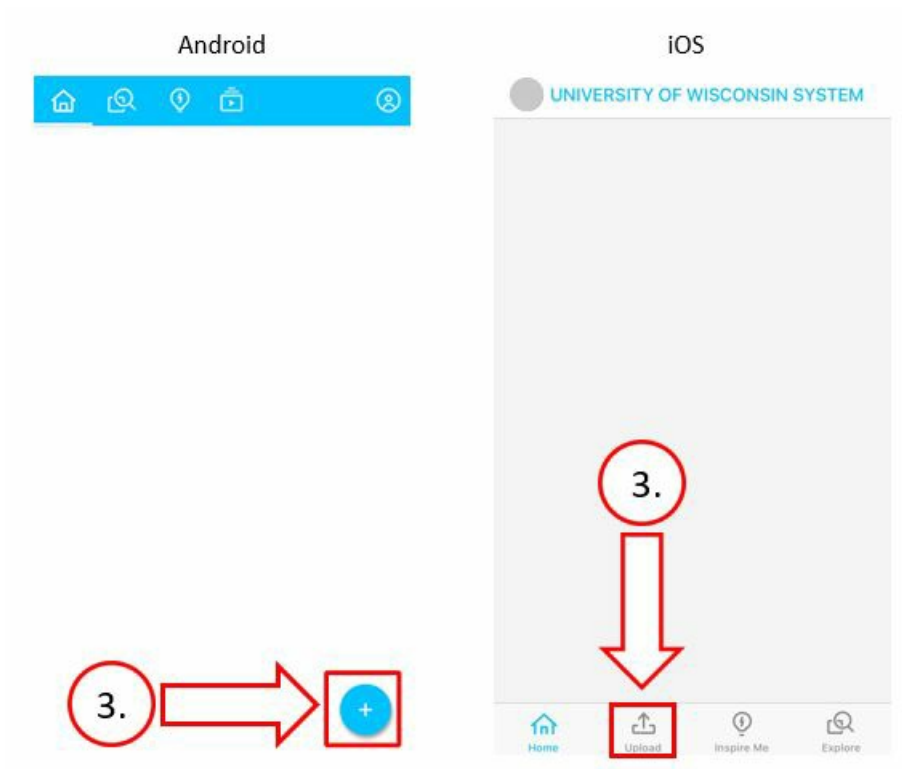 Android
iOS
UNIVERSITY OF WISCONSIN SYSTEM
3.
3.
+
Home
Upload
Inspire Me
Explore